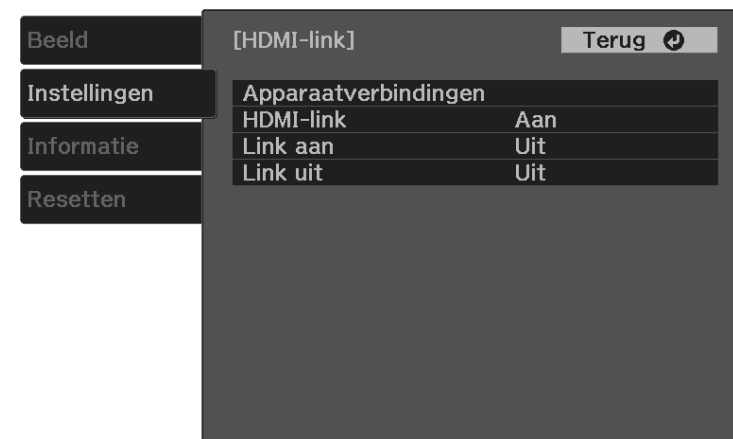 Beeld
Instellingen
Informatie
Resetten
[HDMI-link]
Terug
Apparaatverbindingen
HDMI-link Aan
Link aan Uit
Link uit Uit